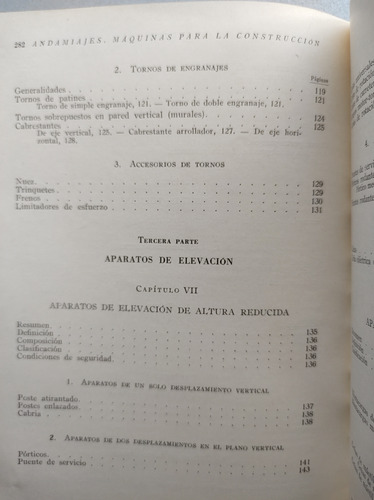 282 ANDAMIAJES. MAQUINAS PARA LA CONSTRUCCIÓN
2. TORNOS DE ENGRANAJES
Páginas
Generalidades . . . . . . . . . . . . . . . . 119
Tornos de patines . . . . . . . . . . . . . . . . 121
Torno de simple engranaje, 121. — Torno de doble engranaje, 121.
Tornos sobrepuestos en pared vertical (murales) . . . . . . . . 124
Cabrestantes . . . . . . . . . . . . . . . . 125
De eje vertical, 125. — Cabrestante arrollador, 127. — De eje hori-
zontal, 128.
3. ACCESORIOS DE TORNOS
Nuez . . . . . . . . . . . . . . . . 129
Trinquetes . . . . . . . . . . . . . . . . 129
Frenos . . . . . . . . . . . . . . . . 130
Limitadores de esfuerzo . . . . . . . . . . . . . . . . 131
TERCERA PARTE
APARATOS DE ELEVACION
CAPÍTULO VII
APARATOS DE ELEVACIÓN DE ALTURA REDUCIDA
Resumen . . . . . . . . . . . . . . . . 135
Definición . . . . . . . . . . . . . . . . 136
Composición . . . . . . . . . . . . . . . . 136
Clasificación . . . . . . . . . . . . . . . . 136
Condiciones de seguridad . . . . . . . . . . . . . . . . 136
1. APARATOS DE UN SOLO DESPLAZAMIENTO VERTICAL
Poste atirantado . . . . . . . . . . . . . . . . 137
Postes enlazados . . . . . . . . . . . . . . . . 138
Cabria . . . . . . . . . . . . . . . . 138
2. APARATOS DE DOS DESPLAZAMIENTOS EN EL PLANO VERTICAL
Pórticos . . . . . . . . . . . . . . . . 141
Puente de servicio . . . . . . . . . . . . . . . . 143